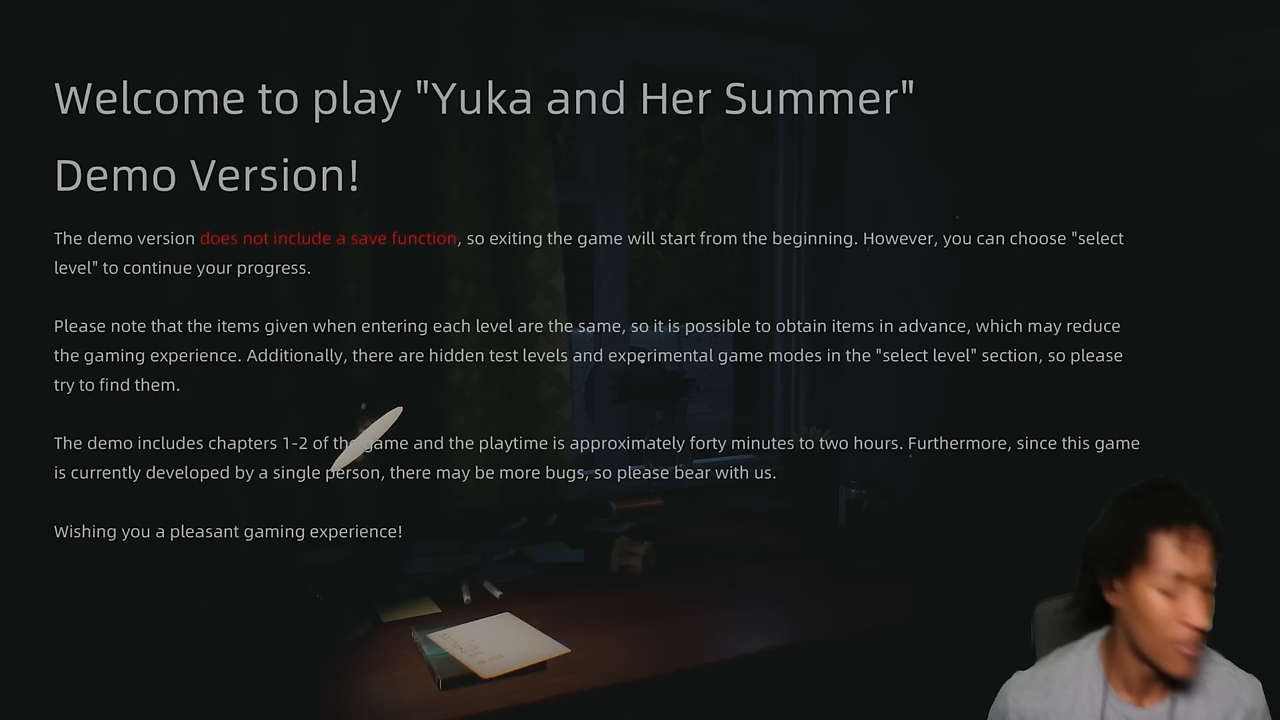 Welcome to play "Yuka and Her Summer"
Demo Version!
The demo version does not include a save function, so exiting the game will start from the beginning. However, you can choose "select
level" to continue your progress.
Please note that the items given when entering each level are the same, so it is possible to obtain items in advance, which may reduce
the gaming experience. Additionally, there are hidden test levels and experimental game modes in the "select level" section, so please
try to find them.
The demo includes chapters 1-2 of the game and the playtime is approximately forty minutes to two hours. Furthermore, since this game
is currently developed by a single person, there may be more bugs, so please bear with us.
Wishing you a pleasant gaming experience!